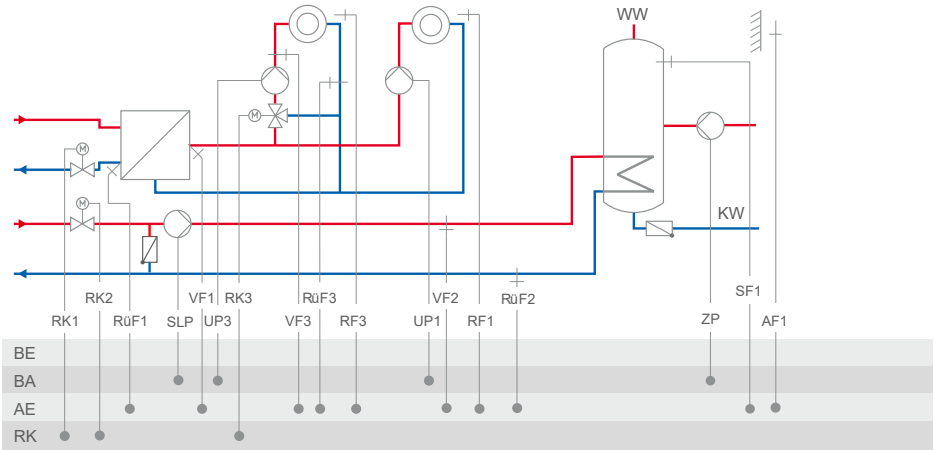 WW
M
M
M
KW
RK2 VF1 RK3 RüF3 VF2 RüF2 SF1
RK1 RüF1 SLP UP3 VF3 RF3 UP1 RF1 ZP AF1
BE
BA
AE
RK